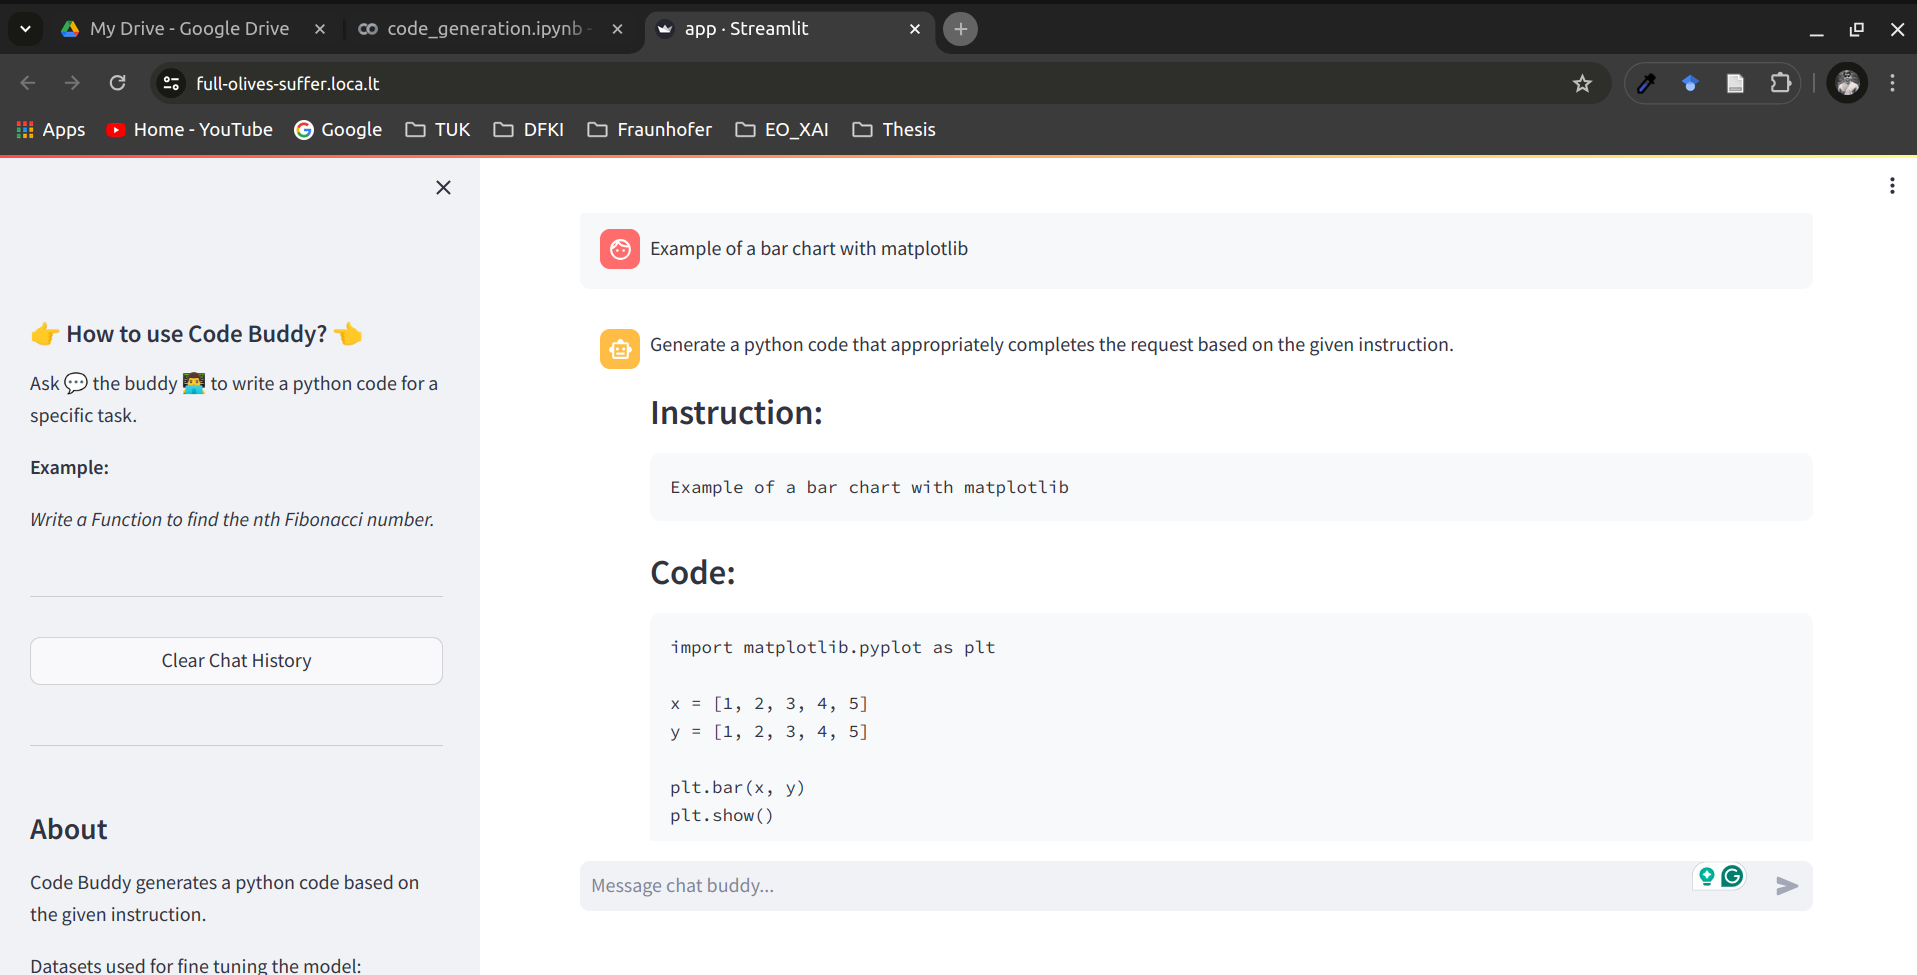 My Drive - Google Drive
code_generation.ipynb -
app · Streamlit
full-olives-suffer.loca.lt
Apps
Home - YouTube
Google
TUK
DFKI
Fraunhofer
EO_XAI
Thesis
👉 How to use Code Buddy? 👈
Ask 💬 the buddy 👨‍💻 to write a python code for a
specific task.
Example:
Write a Function to find the nth Fibonacci number.
Clear Chat History
About
Code Buddy generates a python code based on
the given instruction.
Datasets used for fine tuning the model:
Example of a bar chart with matplotlib
Generate a python code that appropriately completes the request based on the given instruction.
Instruction:
Example of a bar chart with matplotlib
Code:
import matplotlib.pyplot as plt
x = [1, 2, 3, 4, 5]
y = [1, 2, 3, 4, 5]
plt.bar(x, y)
plt.show()
Message chat buddy...